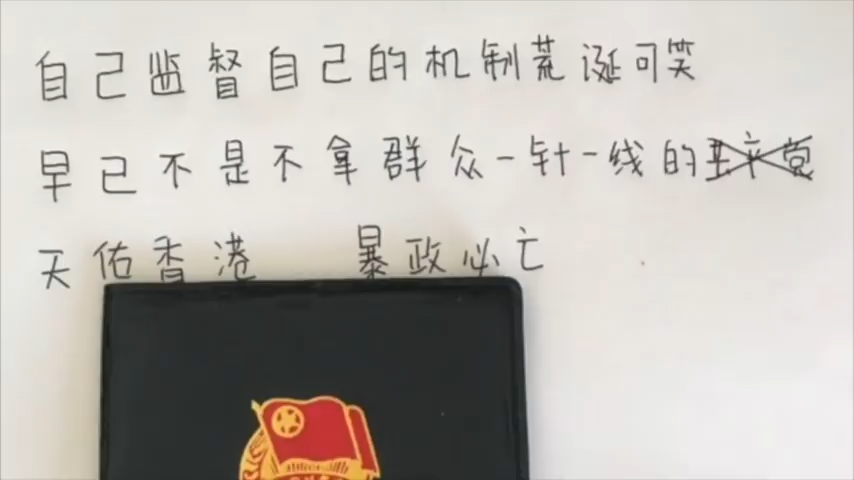 自己监督自己的机制荒诞可笑
早已不是不拿群众一针一线的
天佑香港 暴政必亡